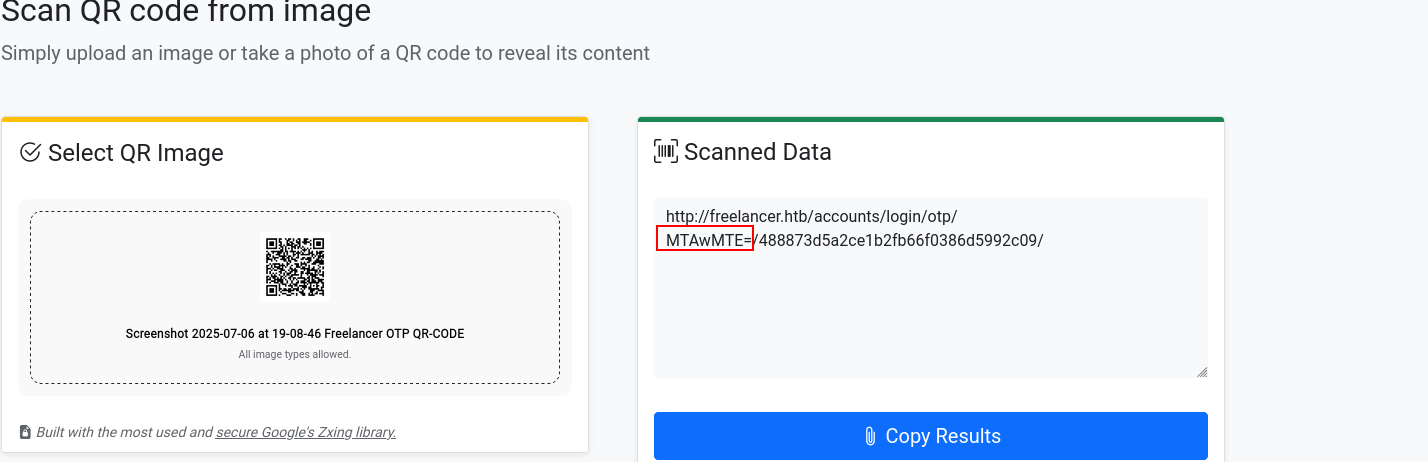 Scan QR code from image
Simply upload an image or take a photo of a QR code to reveal its content
Select QR Image
Screenshot 2025-07-06 at 19-08-46 Freelancer OTP QR-CODE
All image types allowed.
Built with the most used and secure Google's Zxing library.
Scanned Data
http://freelancer.htb/accounts/login/otp/
MTAwMTE=/488873d5a2ce1b2fb66f0386d5992c09/
Copy Results